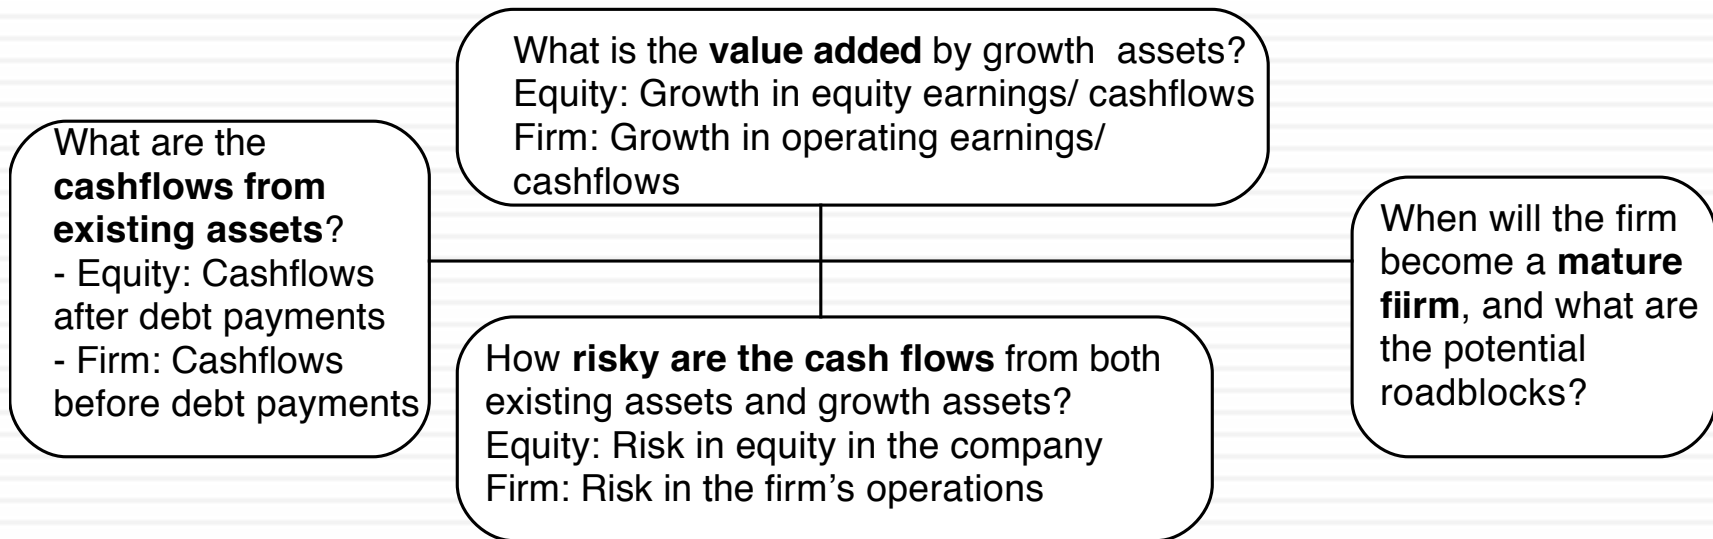 What is the value added by growth assets?
Equity: Growth in equity earnings/ cashflows
Firm: Growth in operating earnings/
cashflows
What are the
cashflows from
existing assets?
- Equity: Cashflows
after debt payments
- Firm: Cashflows
before debt payments
When will the firm
become a mature
fiirm, and what are
the potential
roadblocks?
How risky are the cash flows from both
existing assets and growth assets?
Equity: Risk in equity in the company
Firm: Risk in the firm’s operations